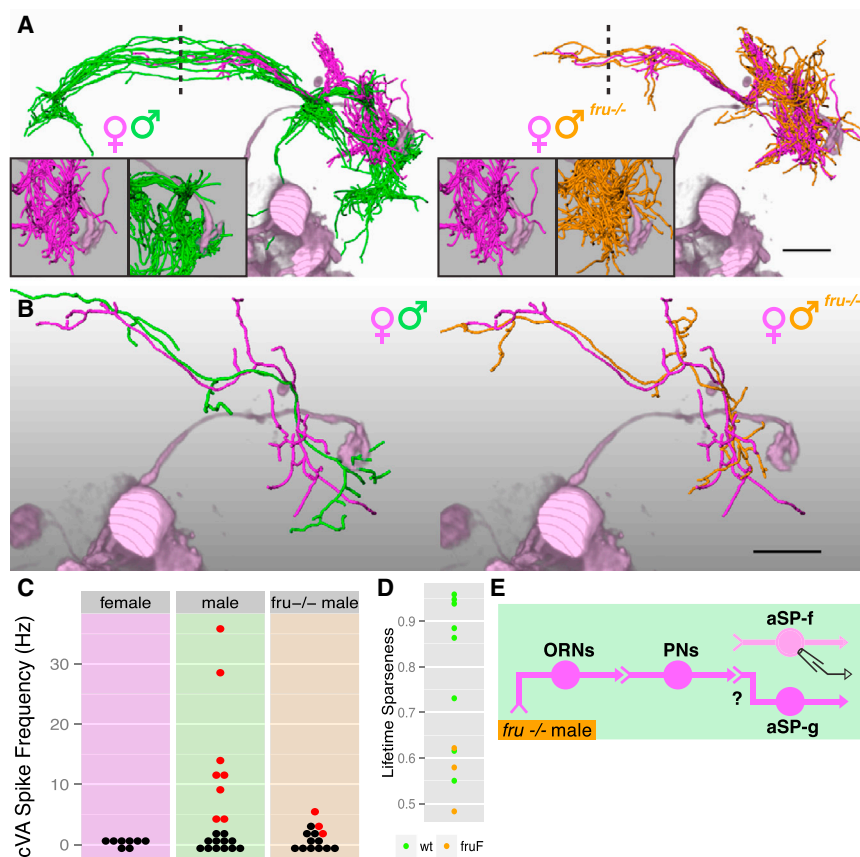 A
♀♂
♀♂ fru-/-
B
♀♂
♀♂ fru-/-
C
female
male
fru−/− male
cVA Spike Frequency (Hz)
30
20
10
0
D
Lifetime Sparseness
0.9
0.8
0.7
0.6
0.5
wt
fruF
E
aSP-f
ORNs
PNs
?
aSP-g
fru -/- male